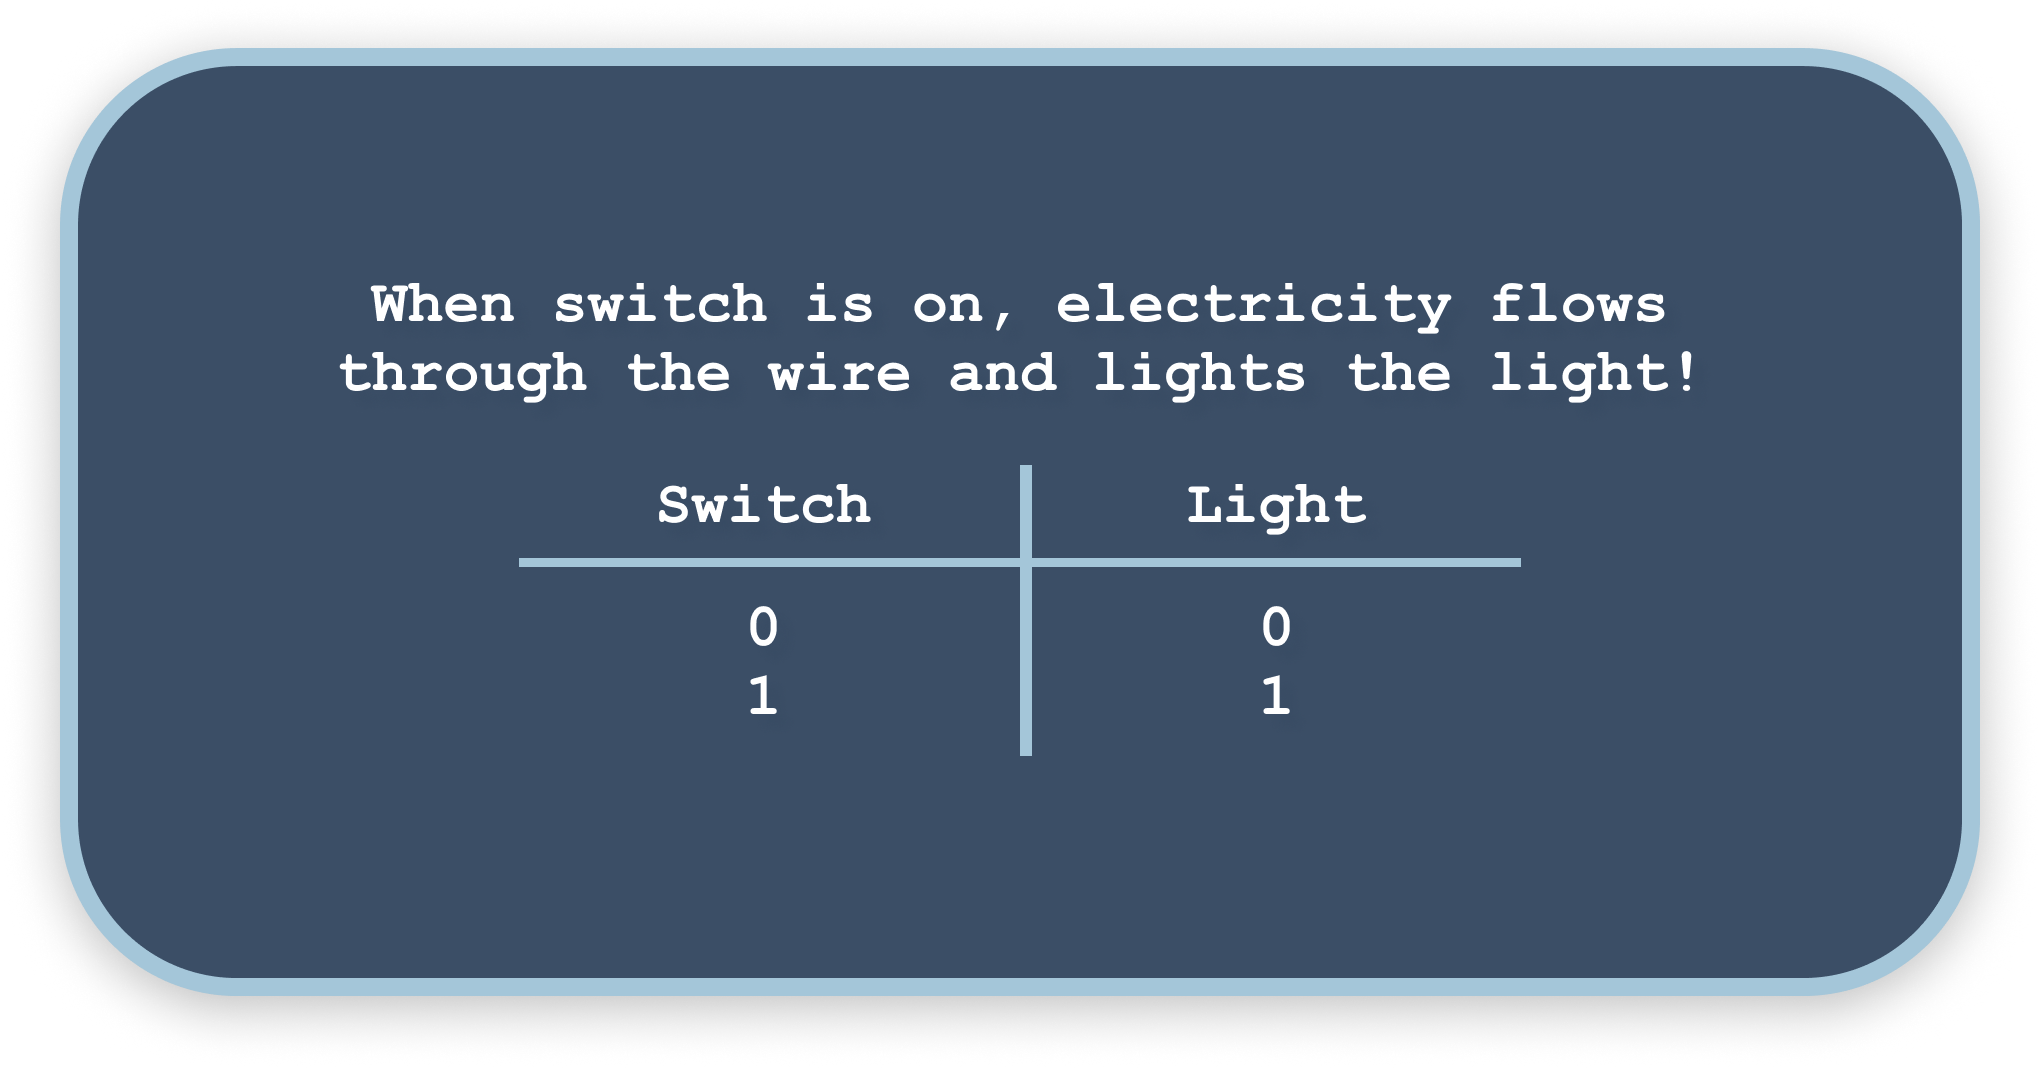 When switch is on, electricity flows
through the wire and lights the light!
Switch Light
0 0
1 1